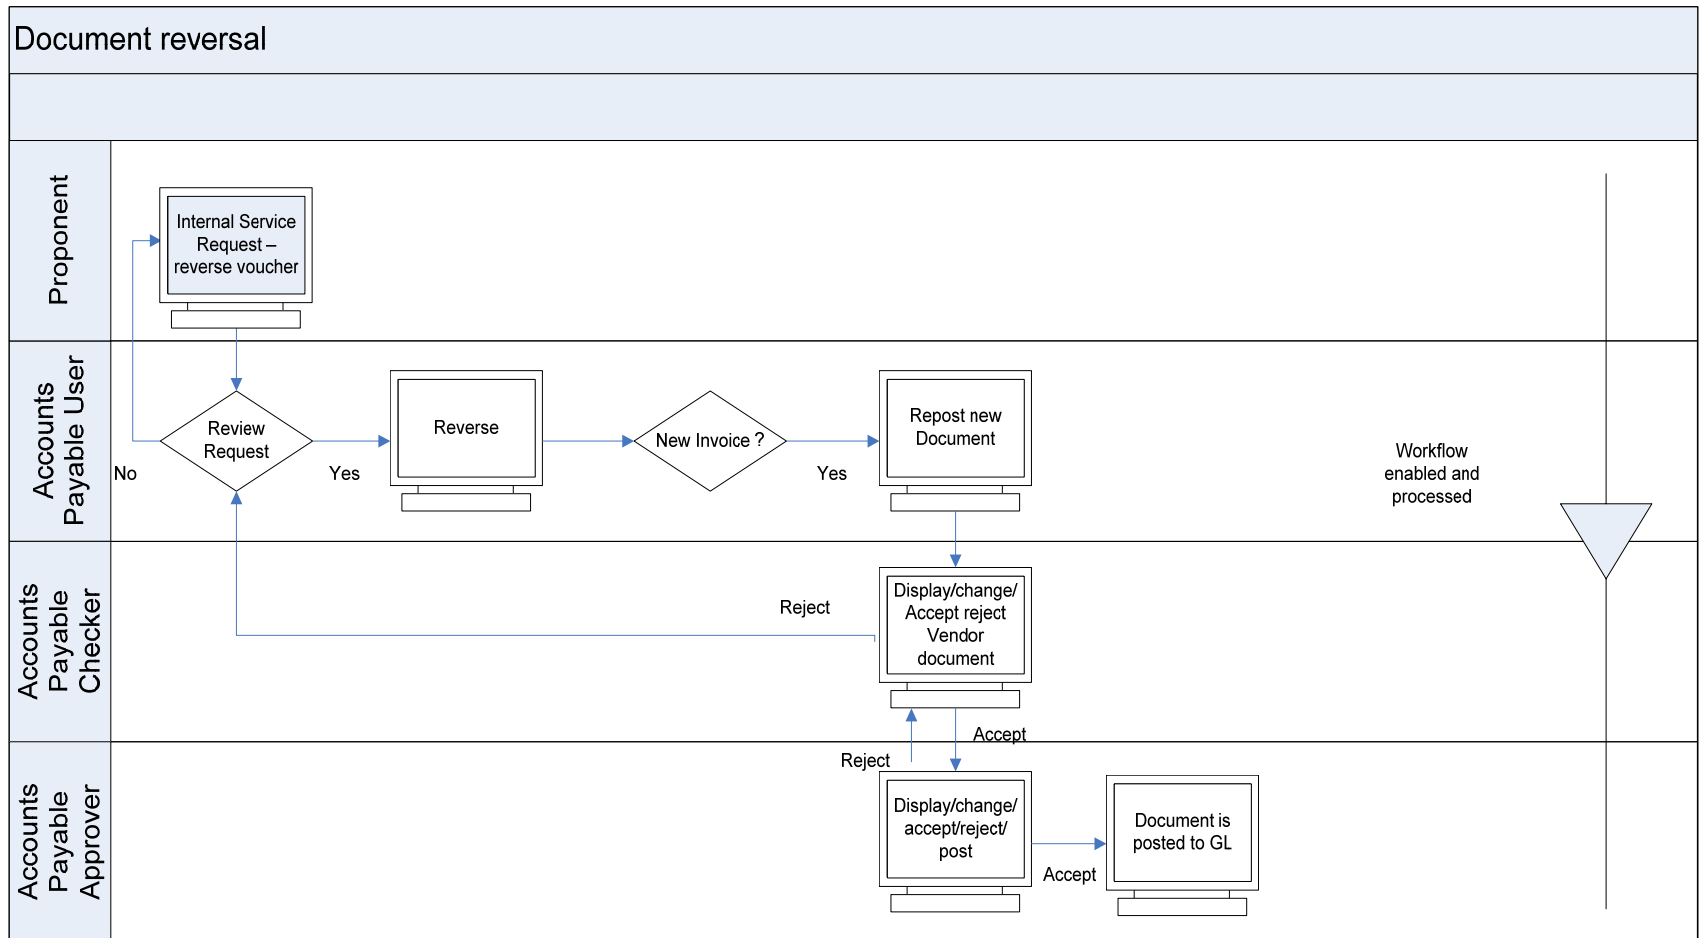 Document reversal
Proponent
Internal Service
Request –
reverse voucher
Accounts
Payable User
Review
Request
No
Yes
Reverse
New Invoice ?
Yes
Repost new
Document
Workflow
enabled and
processed
Accounts
Payable
Checker
Reject
Display/change/
Accept reject
Vendor
document
Accept
Accounts
Payable
Approver
Reject
Display/change/
accept/reject/
post
Accept
Document is
posted to GL